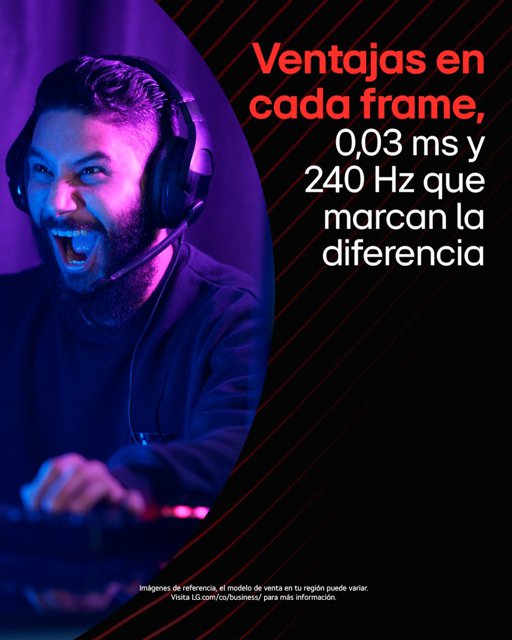 Ventajas en
cada frame,
0,03 ms y
240 Hz que
marcan la
diferencia
Imágenes de referencia, el modelo de venta en tu región puede variar.
Visita LG.com/co/business/ para más información.